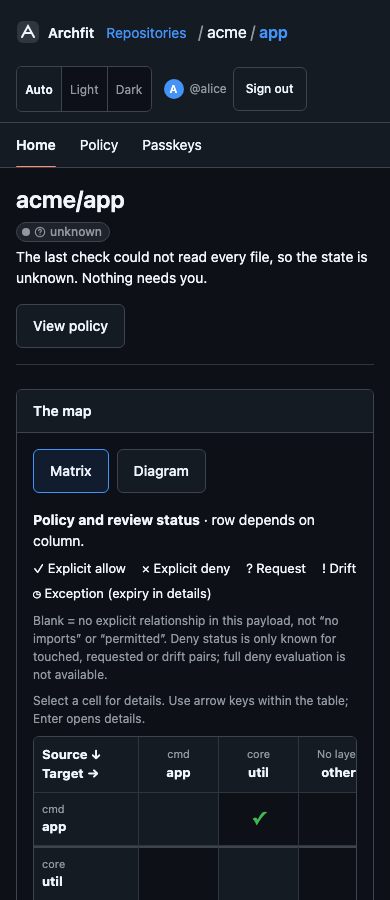 Archfit Repositories / acme / app
Auto Light Dark A @alice Sign out
Home Policy Passkeys
acme/app
? unknown
The last check could not read every file, so the state is
unknown. Nothing needs you.
View policy
The map
Matrix Diagram
Policy and review status · row depends on
column.
✓ Explicit allow × Explicit deny ? Request ! Drift
◷ Exception (expiry in details)
Blank = no explicit relationship in this payload, not “no
imports” or “permitted”. Deny status is only known for
touched, requested or drift pairs; full deny evaluation is
not available.
Select a cell for details. Use arrow keys within the table;
Enter opens details.
Source ↓ cmd core No laye
Target → app util other
cmd
app ✓
core
util